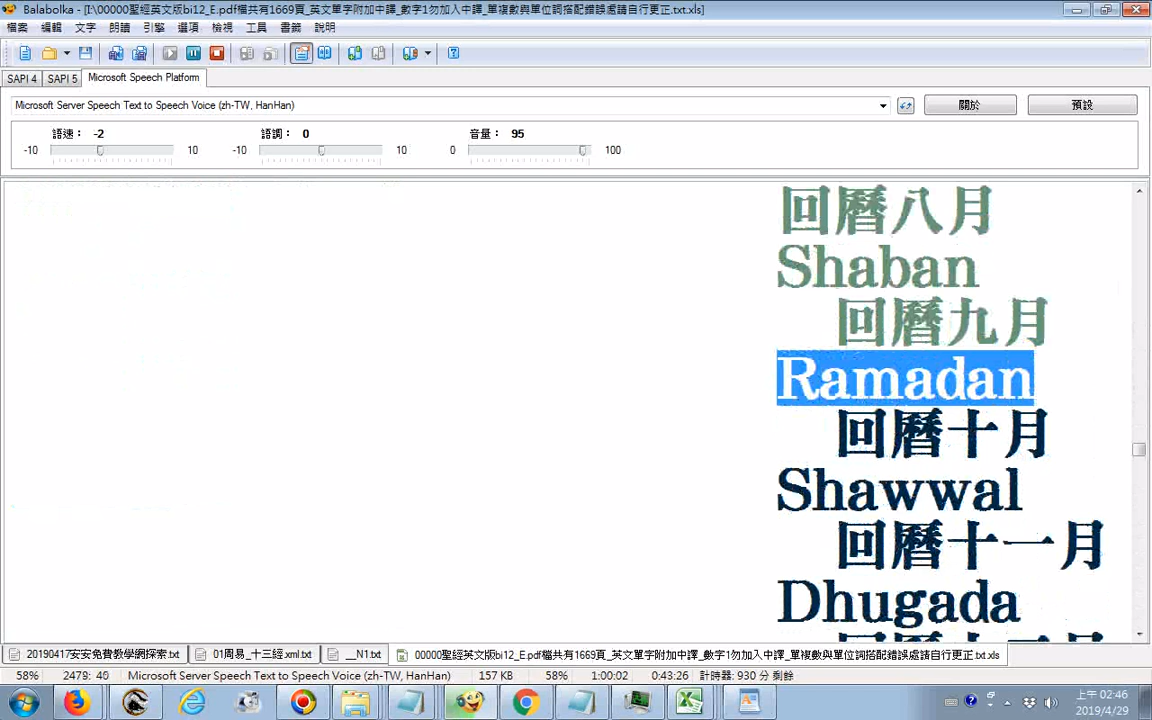 Balabolka - [I:\00000聖經英文版bi12_E.pdf檔共有1669頁_英文單字附加中譯_數字1勿加入中譯_單複數與單位詞搭配錯誤處請自行更正.txt.xls]
檔案 編輯 文字 朗讀 引擎 選項 檢視 工具 書籤 說明
SAPI 4 SAPI 5 Microsoft Speech Platform
Microsoft Server Speech Text to Speech Voice (zh-TW, HanHan) 關於 預設
語速： -2 語調： 0 音量： 95
-10 10 -10 10 0 100
回曆八月
Shaban
回曆九月
Ramadan
回曆十月
Shawwal
回曆十一月
Dhugada
20190417安安免費教學網探索.txt 01周易_十三經.xml.txt __N1.txt 00000聖經英文版bi12_E.pdf檔共有1669頁_英文單字附加中譯_數字1勿加入中譯_單複數與單位詞搭配錯誤處請自行更正.txt.xls
58% 2479: 40 Microsoft Server Speech Text to Speech Voice (zh-TW, HanHan) 157 KB 58% 1:00:02 0:43:26 計時器: 930 分 剩餘
上午 02:46
2019/4/29